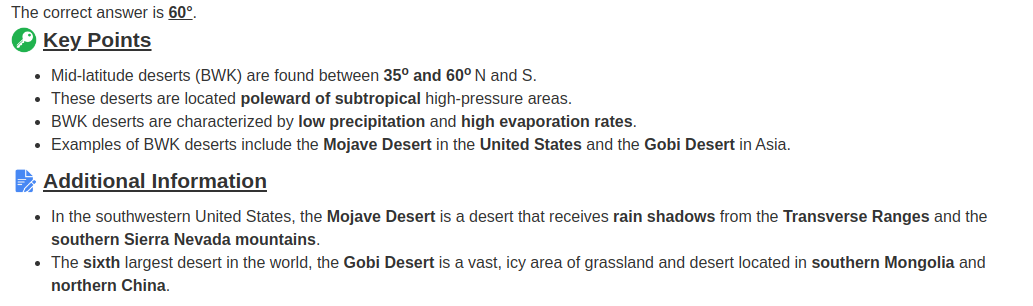 The correct answer is 60°.
Key Points
• Mid-latitude deserts (BWK) are found between 35º and 60º N and S.
• These deserts are located poleward of subtropical high-pressure areas.
• BWK deserts are characterized by low precipitation and high evaporation rates.
• Examples of BWK deserts include the Mojave Desert in the United States and the Gobi Desert in Asia.
Additional Information
• In the southwestern United States, the Mojave Desert is a desert that receives rain shadows from the Transverse Ranges and the
southern Sierra Nevada mountains.
• The sixth largest desert in the world, the Gobi Desert is a vast, icy area of grassland and desert located in southern Mongolia and
northern China.